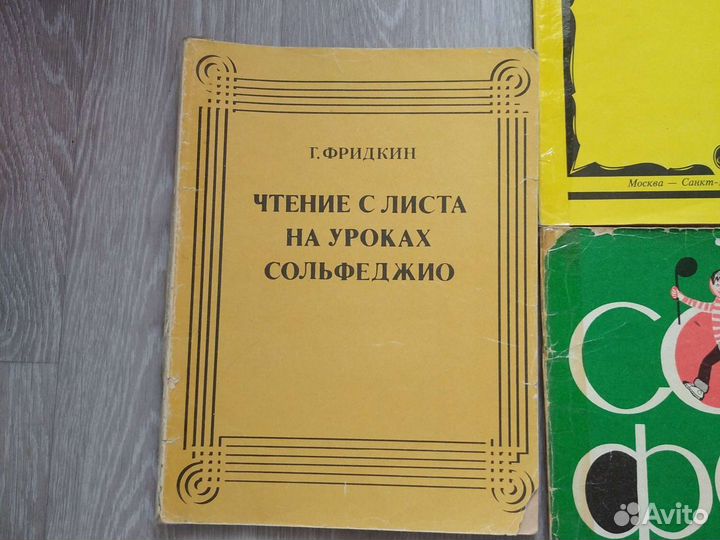 Г. ФРИДКИН
ЧТЕНИЕ С ЛИСТА
НА УРОКАХ
СОЛЬФЕДЖИО
Москва — Санкт-
Avito